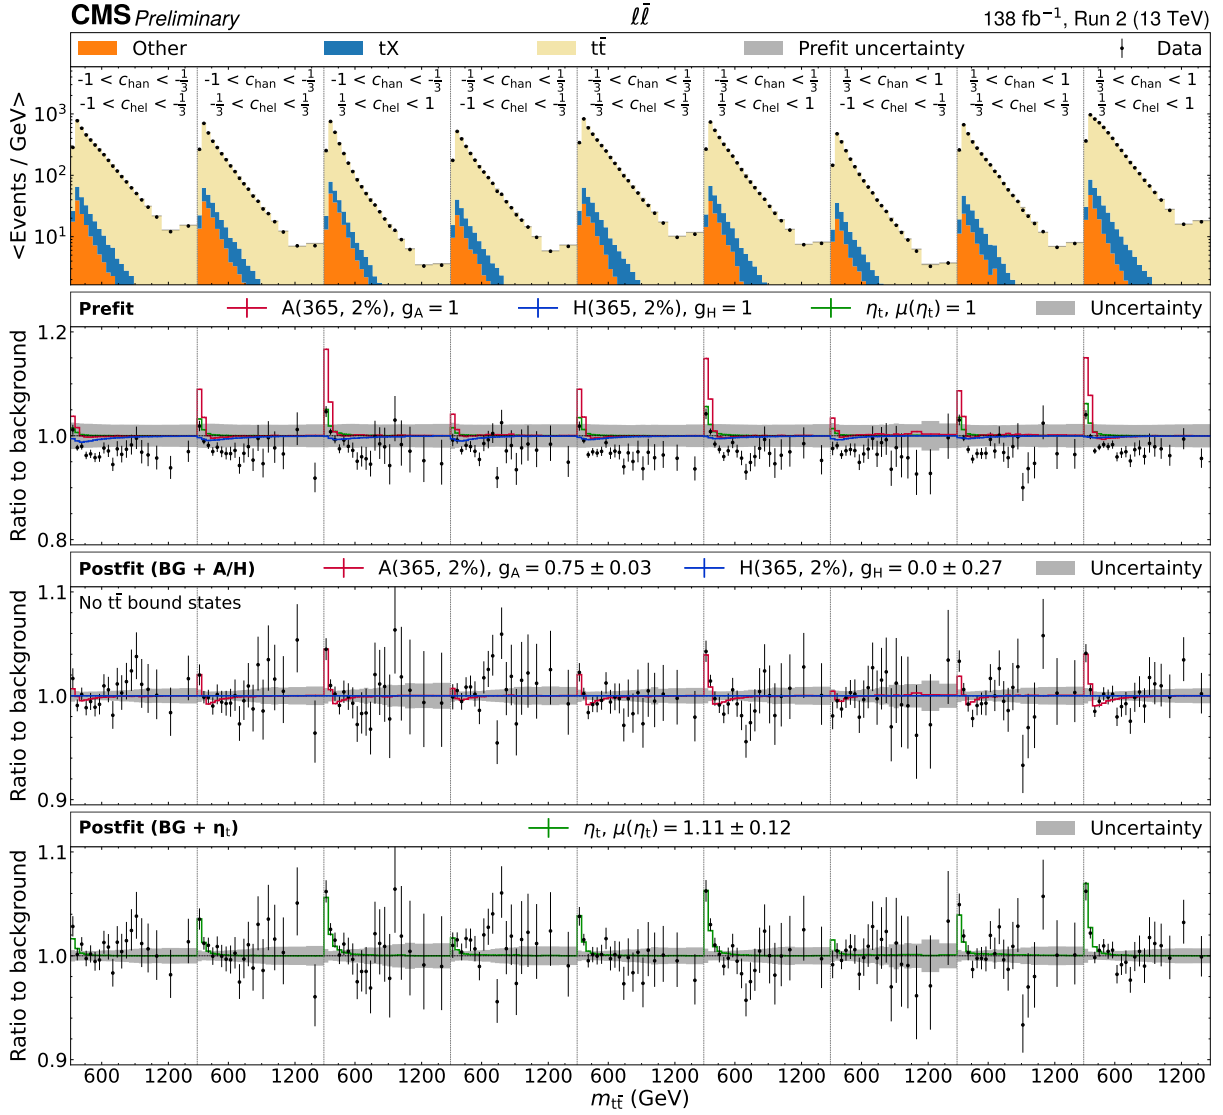 CMS Preliminary ℓℓ̄ 138 fb⁻¹, Run 2 (13 TeV)
Other tX tt̄ Prefit uncertainty Data
-1 < c_han < -1/3 -1 < c_han < -1/3 -1 < c_han < -1/3 -1/3 < c_han < 1/3 -1/3 < c_han < 1/3 -1/3 < c_han < 1/3 1/3 < c_han < 1 1/3 < c_han < 1 1/3 < c_han < 1
-1 < c_hel < -1/3 -1/3 < c_hel < 1/3 1/3 < c_hel < 1 -1 < c_hel < -1/3 -1/3 < c_hel < 1/3 1/3 < c_hel < 1 -1 < c_hel < -1/3 -1/3 < c_hel < 1/3 1/3 < c_hel < 1
<Events / GeV>
10³
10²
10¹
Prefit A(365, 2%), g_A = 1 H(365, 2%), g_H = 1 η_t, μ(η_t) = 1 Uncertainty
Ratio to background
1.2
1.0
0.8
Postfit (BG + A/H) A(365, 2%), g_A = 0.75 ± 0.03 H(365, 2%), g_H = 0.0 ± 0.27 Uncertainty
No tt̄ bound states
Ratio to background
1.1
1.0
0.9
Postfit (BG + η_t) η_t, μ(η_t) = 1.11 ± 0.12 Uncertainty
Ratio to background
1.1
1.0
0.9
600 1200 600 1200 600 1200 600 1200 600 1200 600 1200 600 1200 600 1200 600 1200
m_tt̄ (GeV)